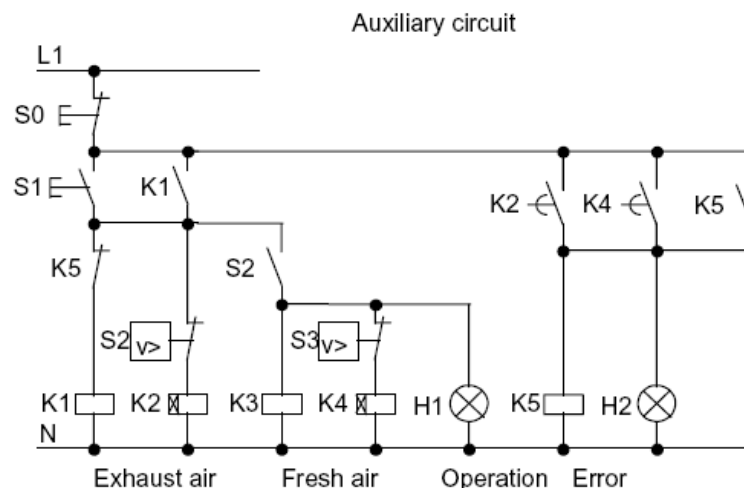 Auxiliary circuit
L1
S0
S1 K1 K2 K4 K5
K5 S2
S2 v> S3 v>
K1 K2 K3 K4 H1 K5 H2
N
Exhaust air Fresh air Operation Error